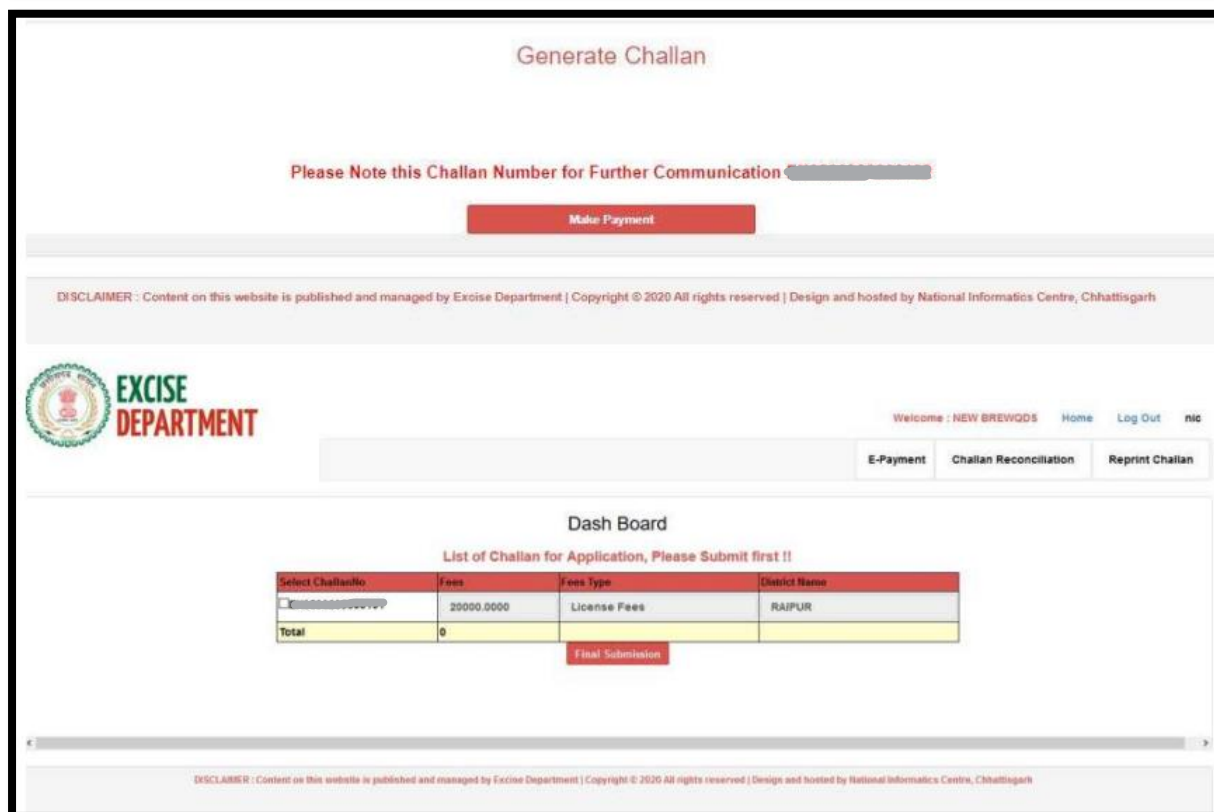 Generate Challan
Please Note this Challan Number for Further Communication
Make Payment
DISCLAIMER : Content on this website is published and managed by Excise Department | Copyright © 2020 All rights reserved | Design and hosted by National Informatics Centre, Chhattisgarh
EXCISE
DEPARTMENT
Welcome : NEW BREWQDS Home Log Out nic
E-Payment Challan Reconciliation Reprint Challan
Dash Board
List of Challan for Application, Please Submit first !!
Select ChallanNo Fees Fees Type District Name
20000.0000 License Fees RAIPUR
Total 0
Final Submission
DISCLAIMER : Content on this website is published and managed by Excise Department | Copyright © 2020 All rights reserved | Design and hosted by National Informatics Centre, Chhattisgarh